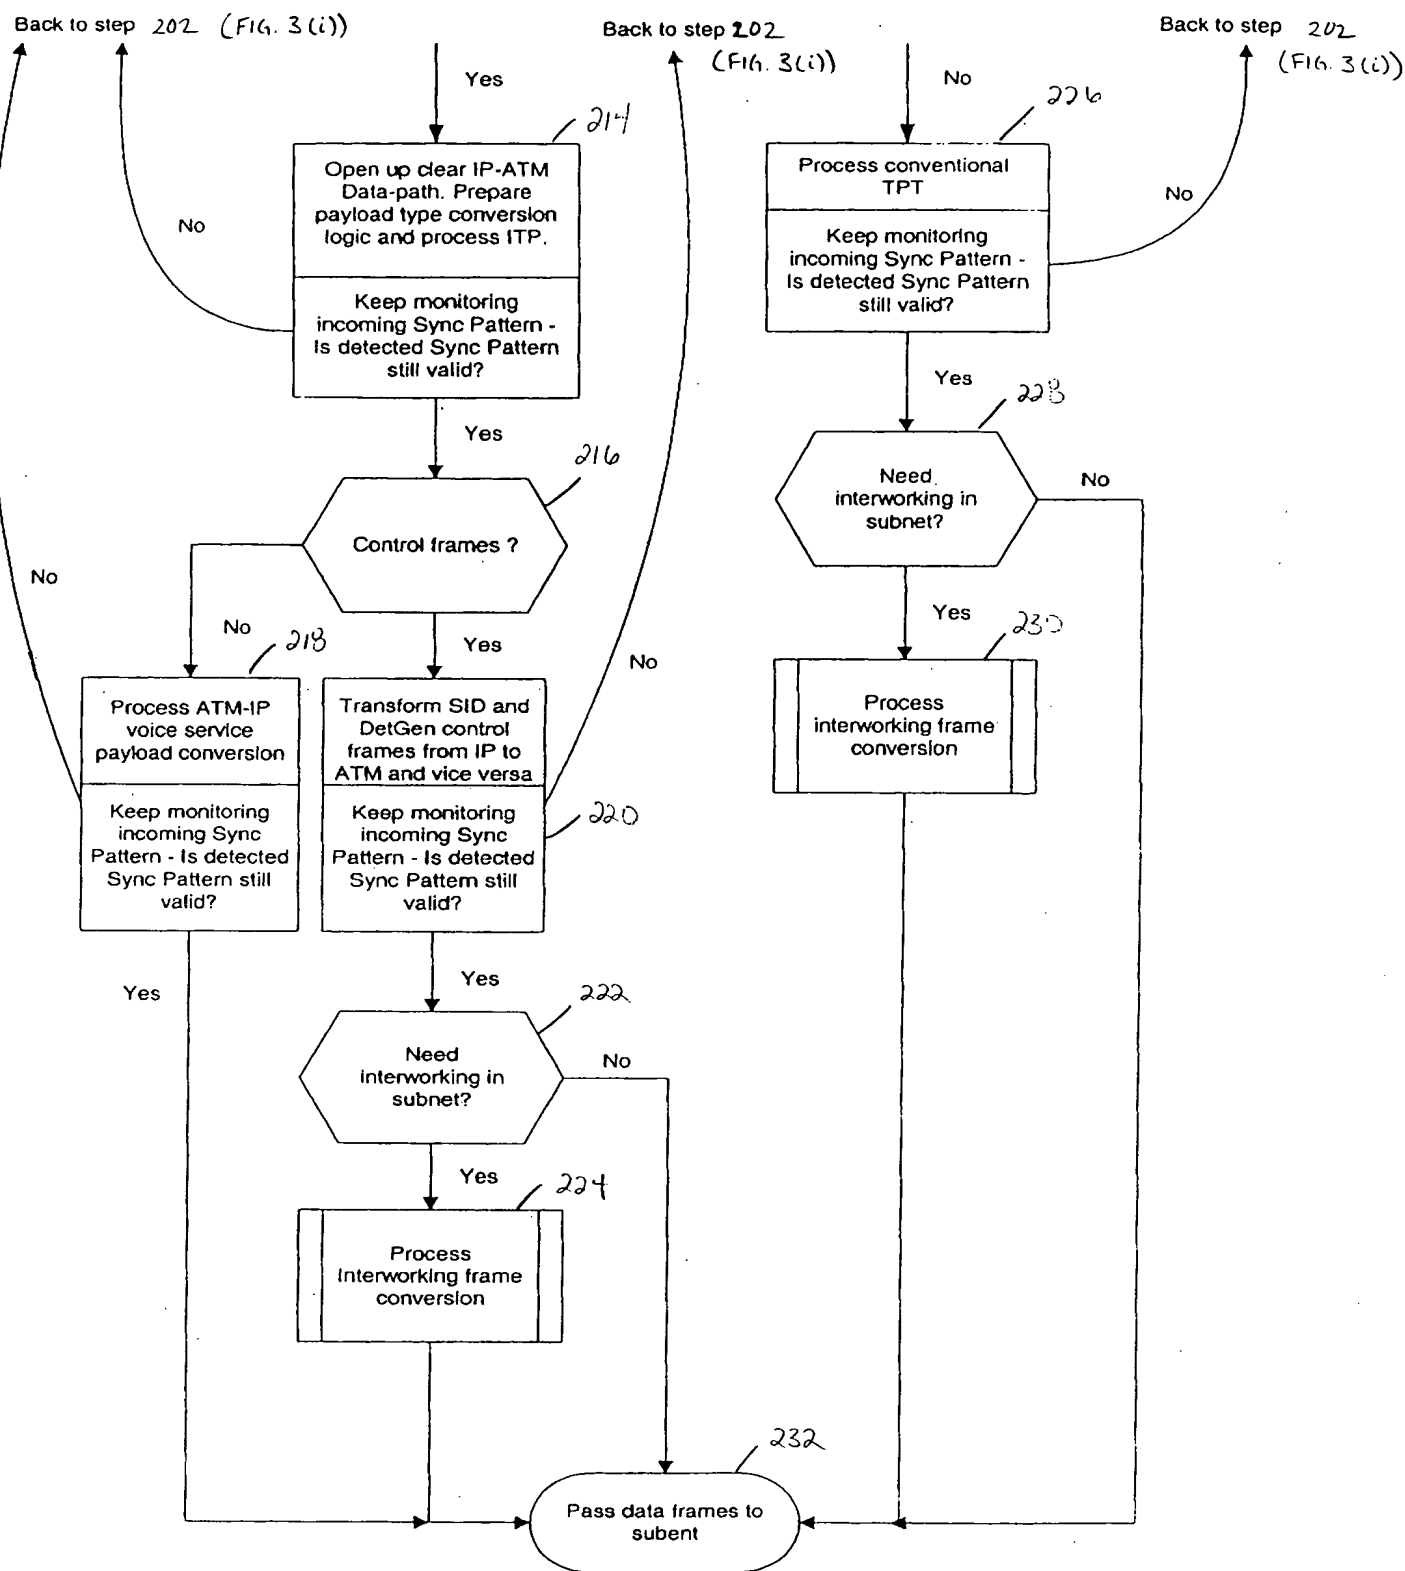 Back to step 202 (FIG. 3(i))
Back to step 202
(FIG. 3(i))
Back to step 202
(FIG. 3(i))
Yes
No
214
226
Open up clear IP-ATM
Data-path. Prepare
payload type conversion
logic and process ITP.
Process conventional
TPT
No
No
Keep monitoring
incoming Sync Pattern -
Is detected Sync Pattern
still valid?
Keep monitoring
incoming Sync Pattern -
Is detected Sync Pattern
still valid?
Yes
228
Yes
216
Need
interworking in
subnet?
No
Control frames ?
No
Yes
230
No
218
Yes
No
Process ATM-IP
voice service
payload conversion
Transform SID and
DetGen control
frames from IP to
ATM and vice versa
Process
interworking frame
conversion
Keep monitoring
incoming Sync
Pattern - Is detected
Sync Pattern still
valid?
Keep monitoring
incoming Sync
Pattern - Is detected
Sync Pattern still
valid?
220
Yes
Yes
222
Need
interworking in
subnet?
No
Yes
224
Process
Interworking frame
conversion
232
Pass data frames to
subent